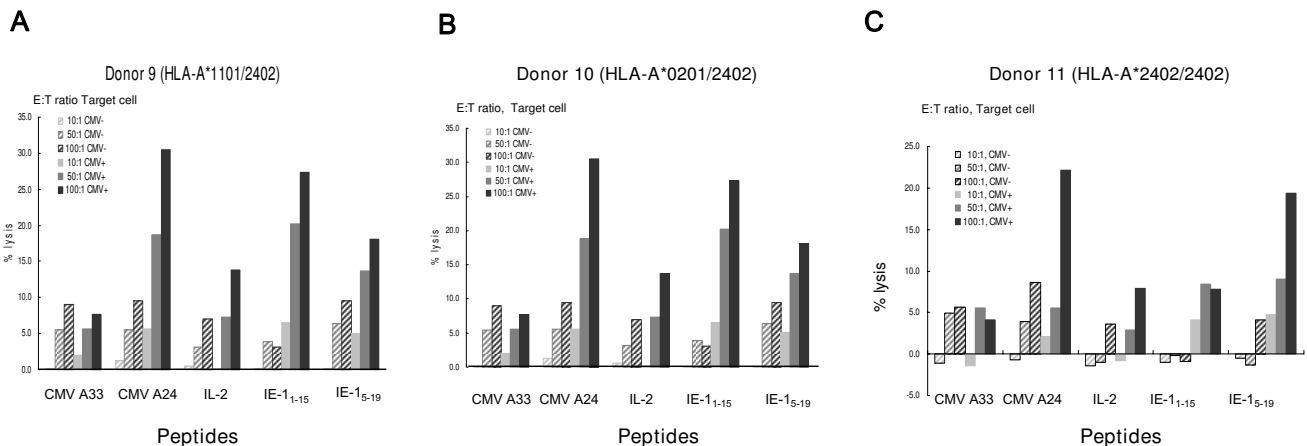 A
Donor 9 (HLA-A*1101/2402)
E:T ratio Target cell
10:1 CMV-
50:1 CMV-
100:1 CMV-
10:1 CMV+
50:1 CMV+
100:1 CMV+
35.0
30.0
25.0
20.0
15.0
10.0
5.0
0.0
% lysis
CMV A33 CMV A24 IL-2 IE-1₁₋₁₅ IE-1₅₋₁₉
Peptides
B
Donor 10 (HLA-A*0201/2402)
E:T ratio, Target cell
10:1 CMV-
50:1 CMV-
100:1 CMV-
10:1 CMV+
50:1 CMV+
100:1 CMV+
35.0
30.0
25.0
20.0
15.0
10.0
5.0
0.0
% lysis
CMV A33 CMV A24 IL-2 IE-1₁₋₁₅ IE-1₅₋₁₉
Peptides
C
Donor 11 (HLA-A*2402/2402)
E:T ratio, Target cell
10:1, CMV-
50:1, CMV-
100:1, CMV-
10:1, CMV+
50:1, CMV+
100:1, CMV+
25.0
20.0
15.0
10.0
5.0
0.0
-5.0
% lysis
CMV A33 CMV A24 IL-2 IE-1₁₋₁₅ IE-1₅₋₁₉
Peptides